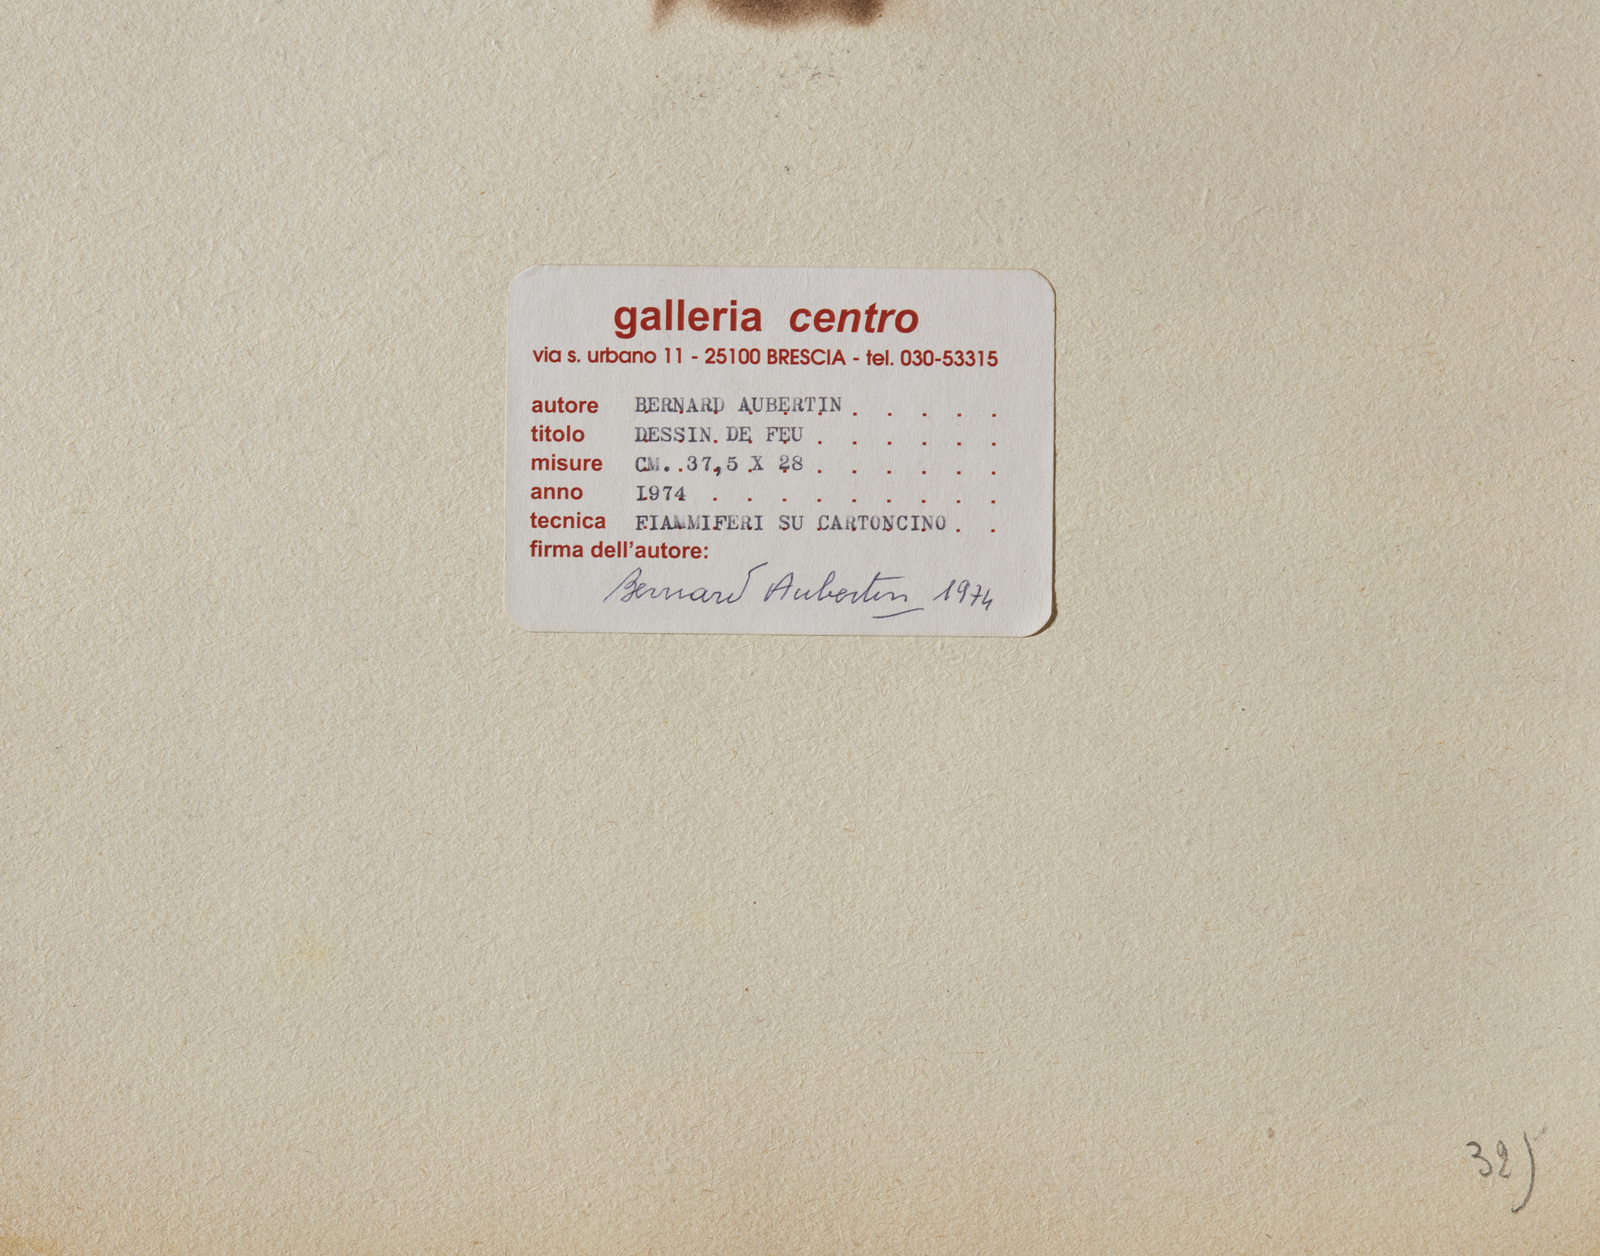 galleria centro
via s. urbano 11 - 25100 BRESCIA - tel. 030-53315
autore BERNARD AUBERTIN . . . . .
titolo DESSIN. DE FEU . . . . . .
misure CM. .37,5 X 28 . . . . . .
anno I974 . . . . . . . . .
tecnica FIAMMIFERI SU CARTONCINO . .
firma dell'autore:
Bernard Aubertin 1974
32)